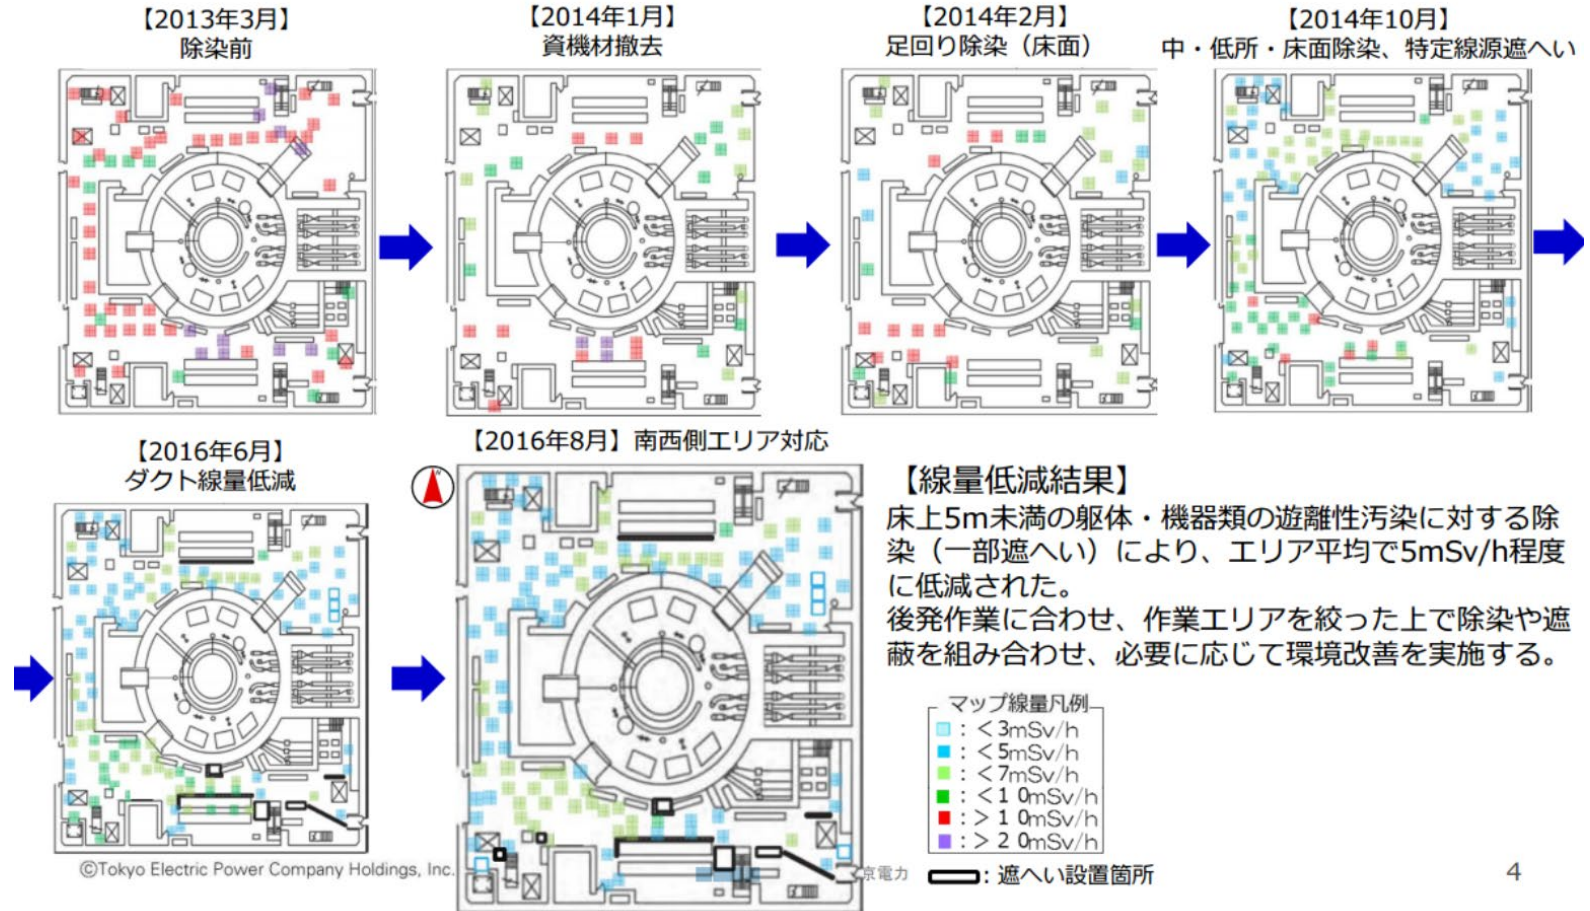 【2013年3月】
除染前
【2014年1月】
資機材撤去
【2014年2月】
足回り除染（床面）
【2014年10月】
中・低所・床面除染、特定線源遮へい
【2016年6月】
ダクト線量低減
【2016年8月】南西側エリア対応
N
【線量低減結果】
床上5m未満の躯体・機器類の遊離性汚染に対する除
染（一部遮へい）により、エリア平均で5mSv/h程度
に低減された。
後発作業に合わせ、作業エリアを絞った上で除染や遮
蔽を組み合わせ、必要に応じて環境改善を実施する。
マップ線量凡例
：＜3mSv/h
：＜5mSv/h
：＜7mSv/h
：＜1 0mSv/h
：＞1 0mSv/h
：＞2 0mSv/h
：遮へい設置箇所
©Tokyo Electric Power Company Holdings, Inc.
京電力
4